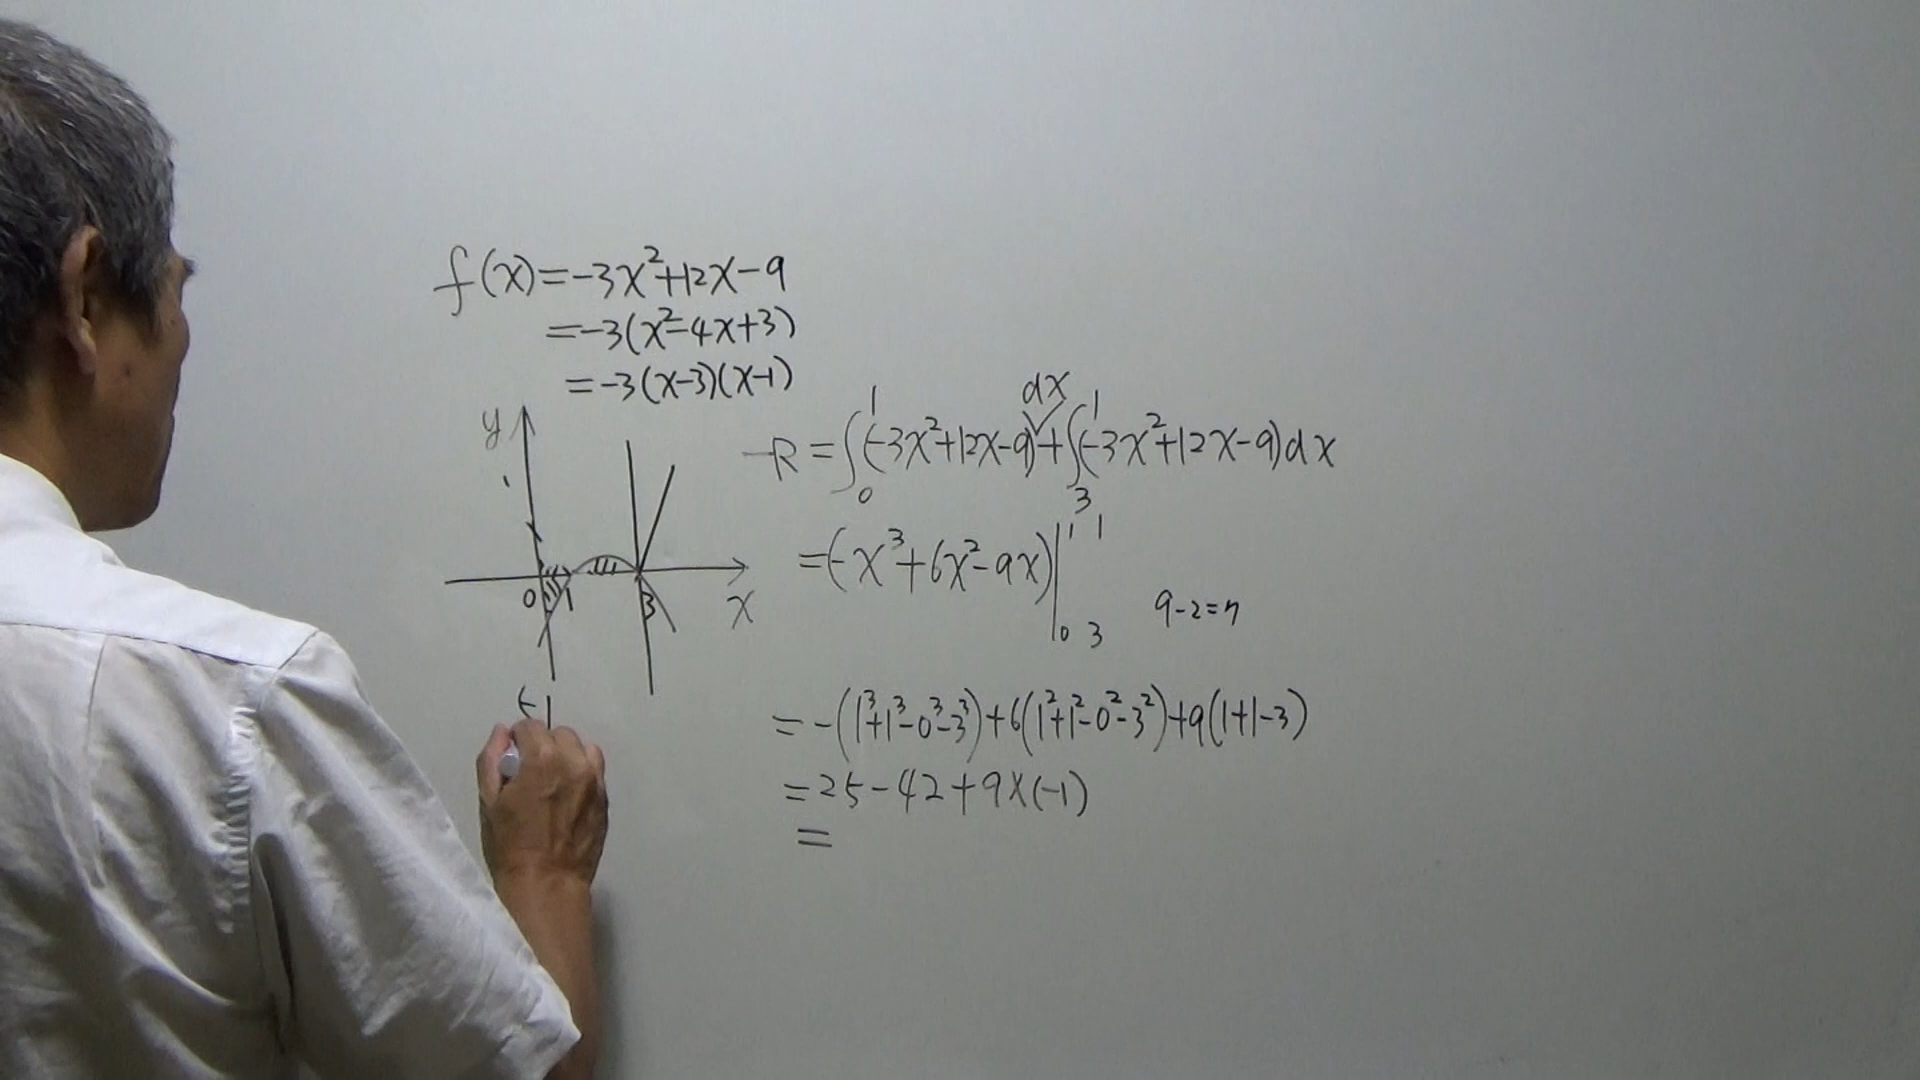 f(x)=-3x²+12x-9
=-3(x²-4x+3)
=-3(x-3)(x-1)
y
0 1 3 x
-R=∫₀¹(-3x²+12x-9)dx+∫₃¹(-3x²+12x-9)dx
=(-x³+6x²-9x)|₀¹ ₃¹
9-2=7
=-(1³+1³-0³-3³)+6(1²+1²-0²-3²)+9(1+1-3)
=25-42+9×(-1)
=